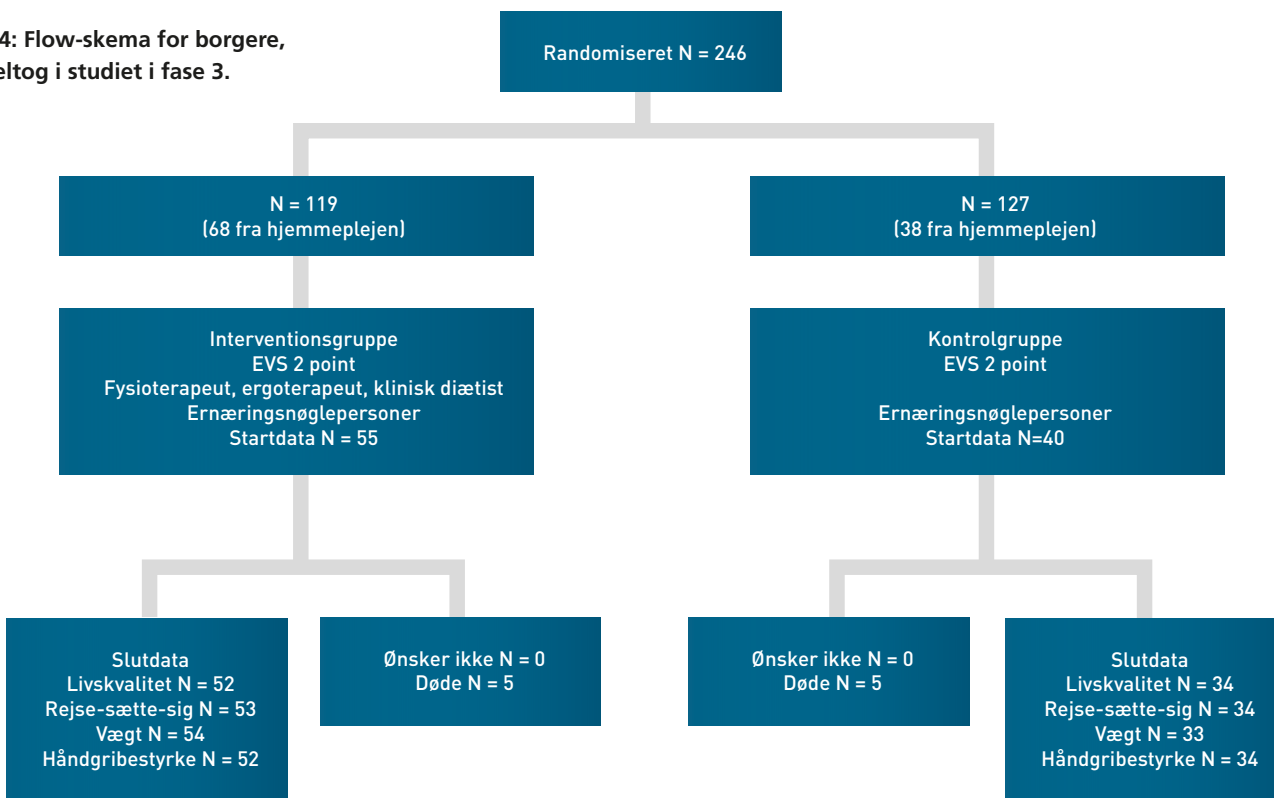 4: Flow-skema for borgere,
eltog i studiet i fase 3.
Randomiseret N = 246
N = 119
(68 fra hjemmeplejen)
N = 127
(38 fra hjemmeplejen)
Interventionsgruppe
EVS 2 point
Fysioterapeut, ergoterapeut, klinisk diætist
Ernæringsnøglepersoner
Startdata N = 55
Kontrolgruppe
EVS 2 point
Ernæringsnøglepersoner
Startdata N=40
Slutdata
Livskvalitet N = 52
Rejse-sætte-sig N = 53
Vægt N = 54
Håndgribestyrke N = 52
Ønsker ikke N = 0
Døde N = 5
Ønsker ikke N = 0
Døde N = 5
Slutdata
Livskvalitet N = 34
Rejse-sætte-sig N = 34
Vægt N = 33
Håndgribestyrke N = 34